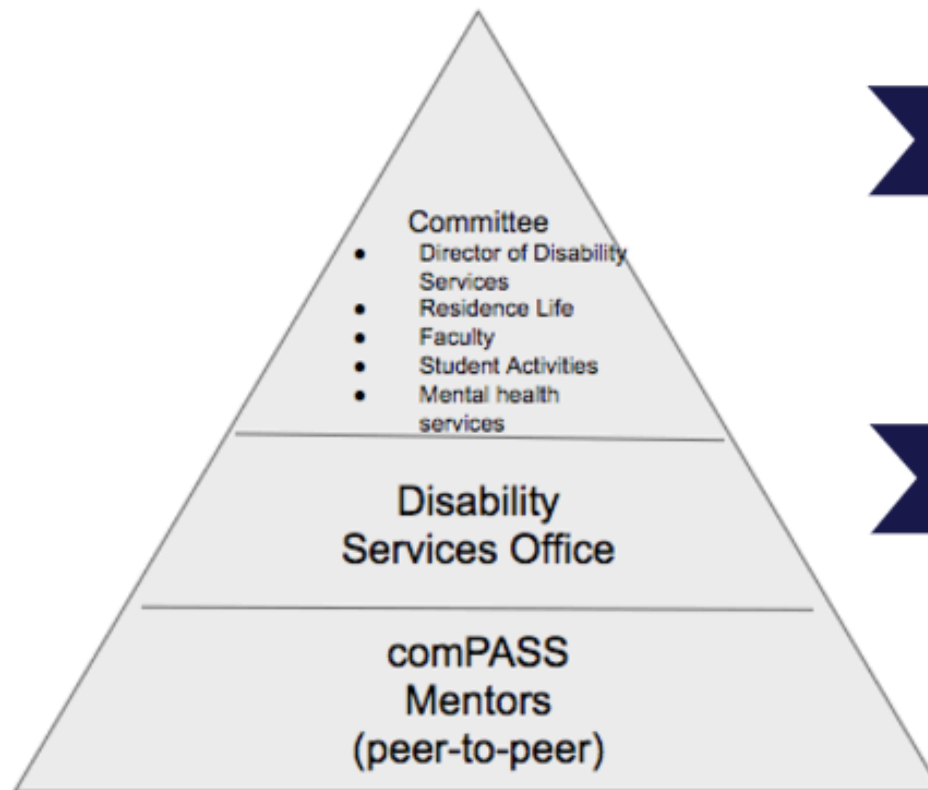 Committee
● Director of Disability
Services
● Residence Life
● Faculty
● Student Activities
● Mental health
services
Disability
Services Office
comPASS
Mentors
(peer-to-peer)